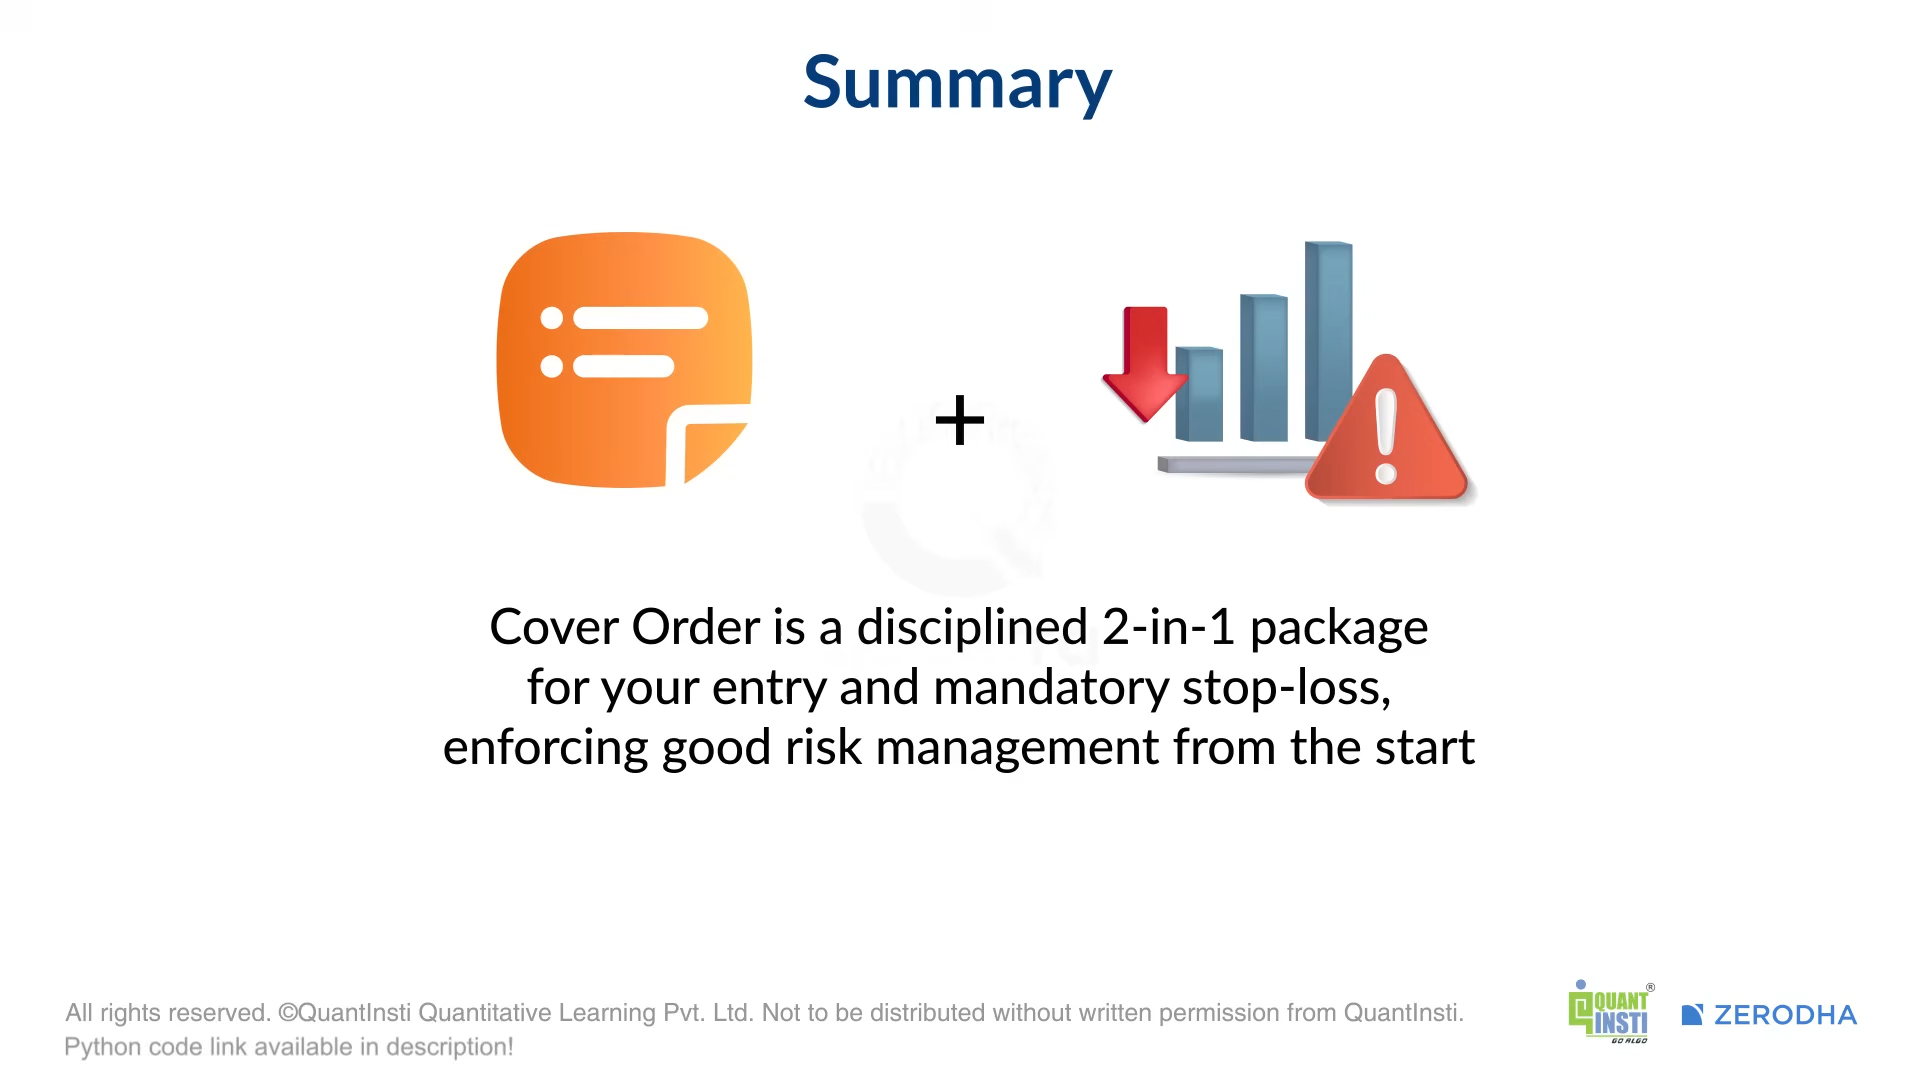 Summary
+
Cover Order is a disciplined 2-in-1 package
for your entry and mandatory stop-loss,
enforcing good risk management from the start
All rights reserved. ©QuantInsti Quantitative Learning Pvt. Ltd. Not to be distributed without written permission from QuantInsti.
Python code link available in description!
QUANT®
INSTI
GO ALGO
ZERODHA